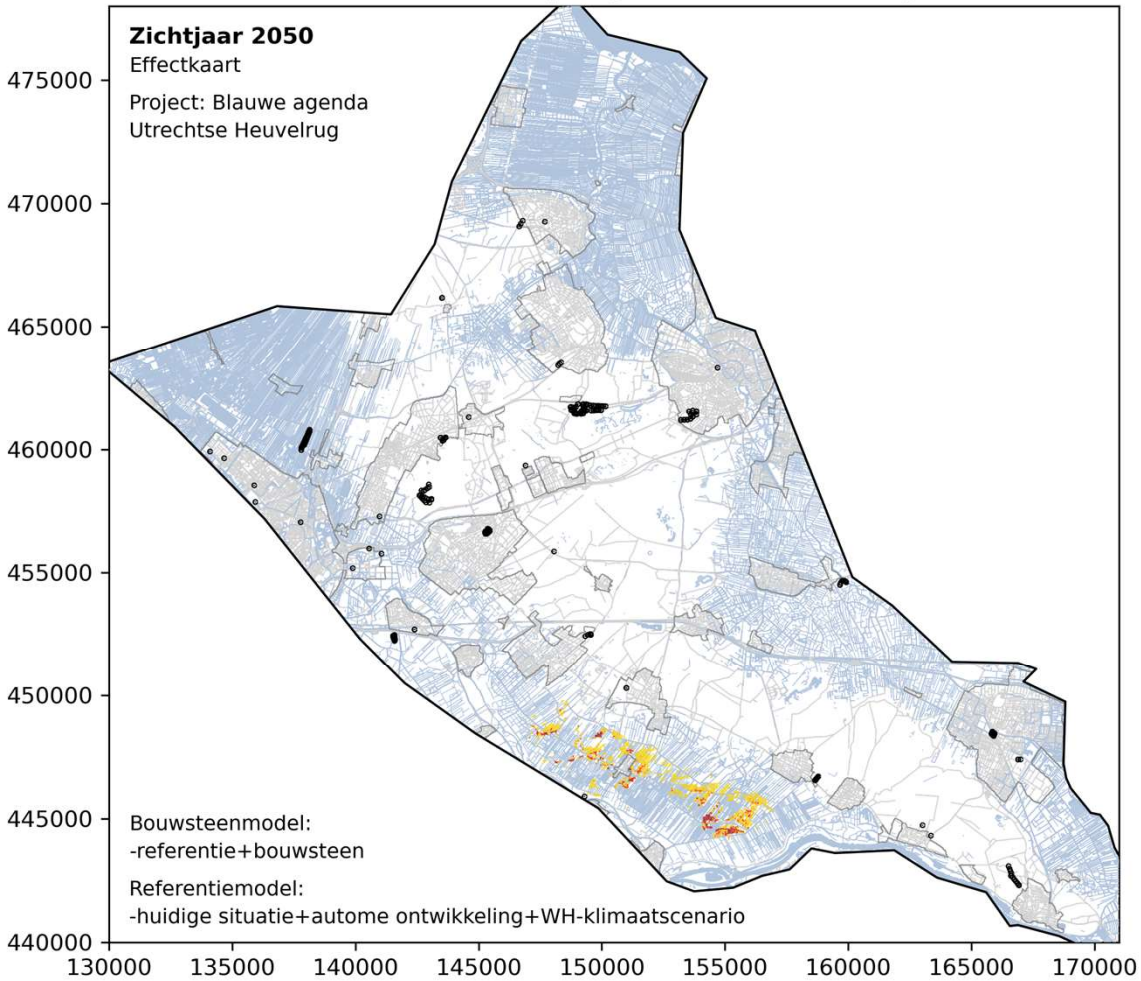 Zichtjaar 2050
Effectkaart
Project: Blauwe agenda
Utrechtse Heuvelrug
475000
470000
465000
460000
455000
450000
445000
440000
Bouwsteenmodel:
-referentie+bouwsteen
Referentiemodel:
-huidige situatie+autome ontwikkeling+WH-klimaatscenario
130000 135000 140000 145000 150000 155000 160000 165000 170000